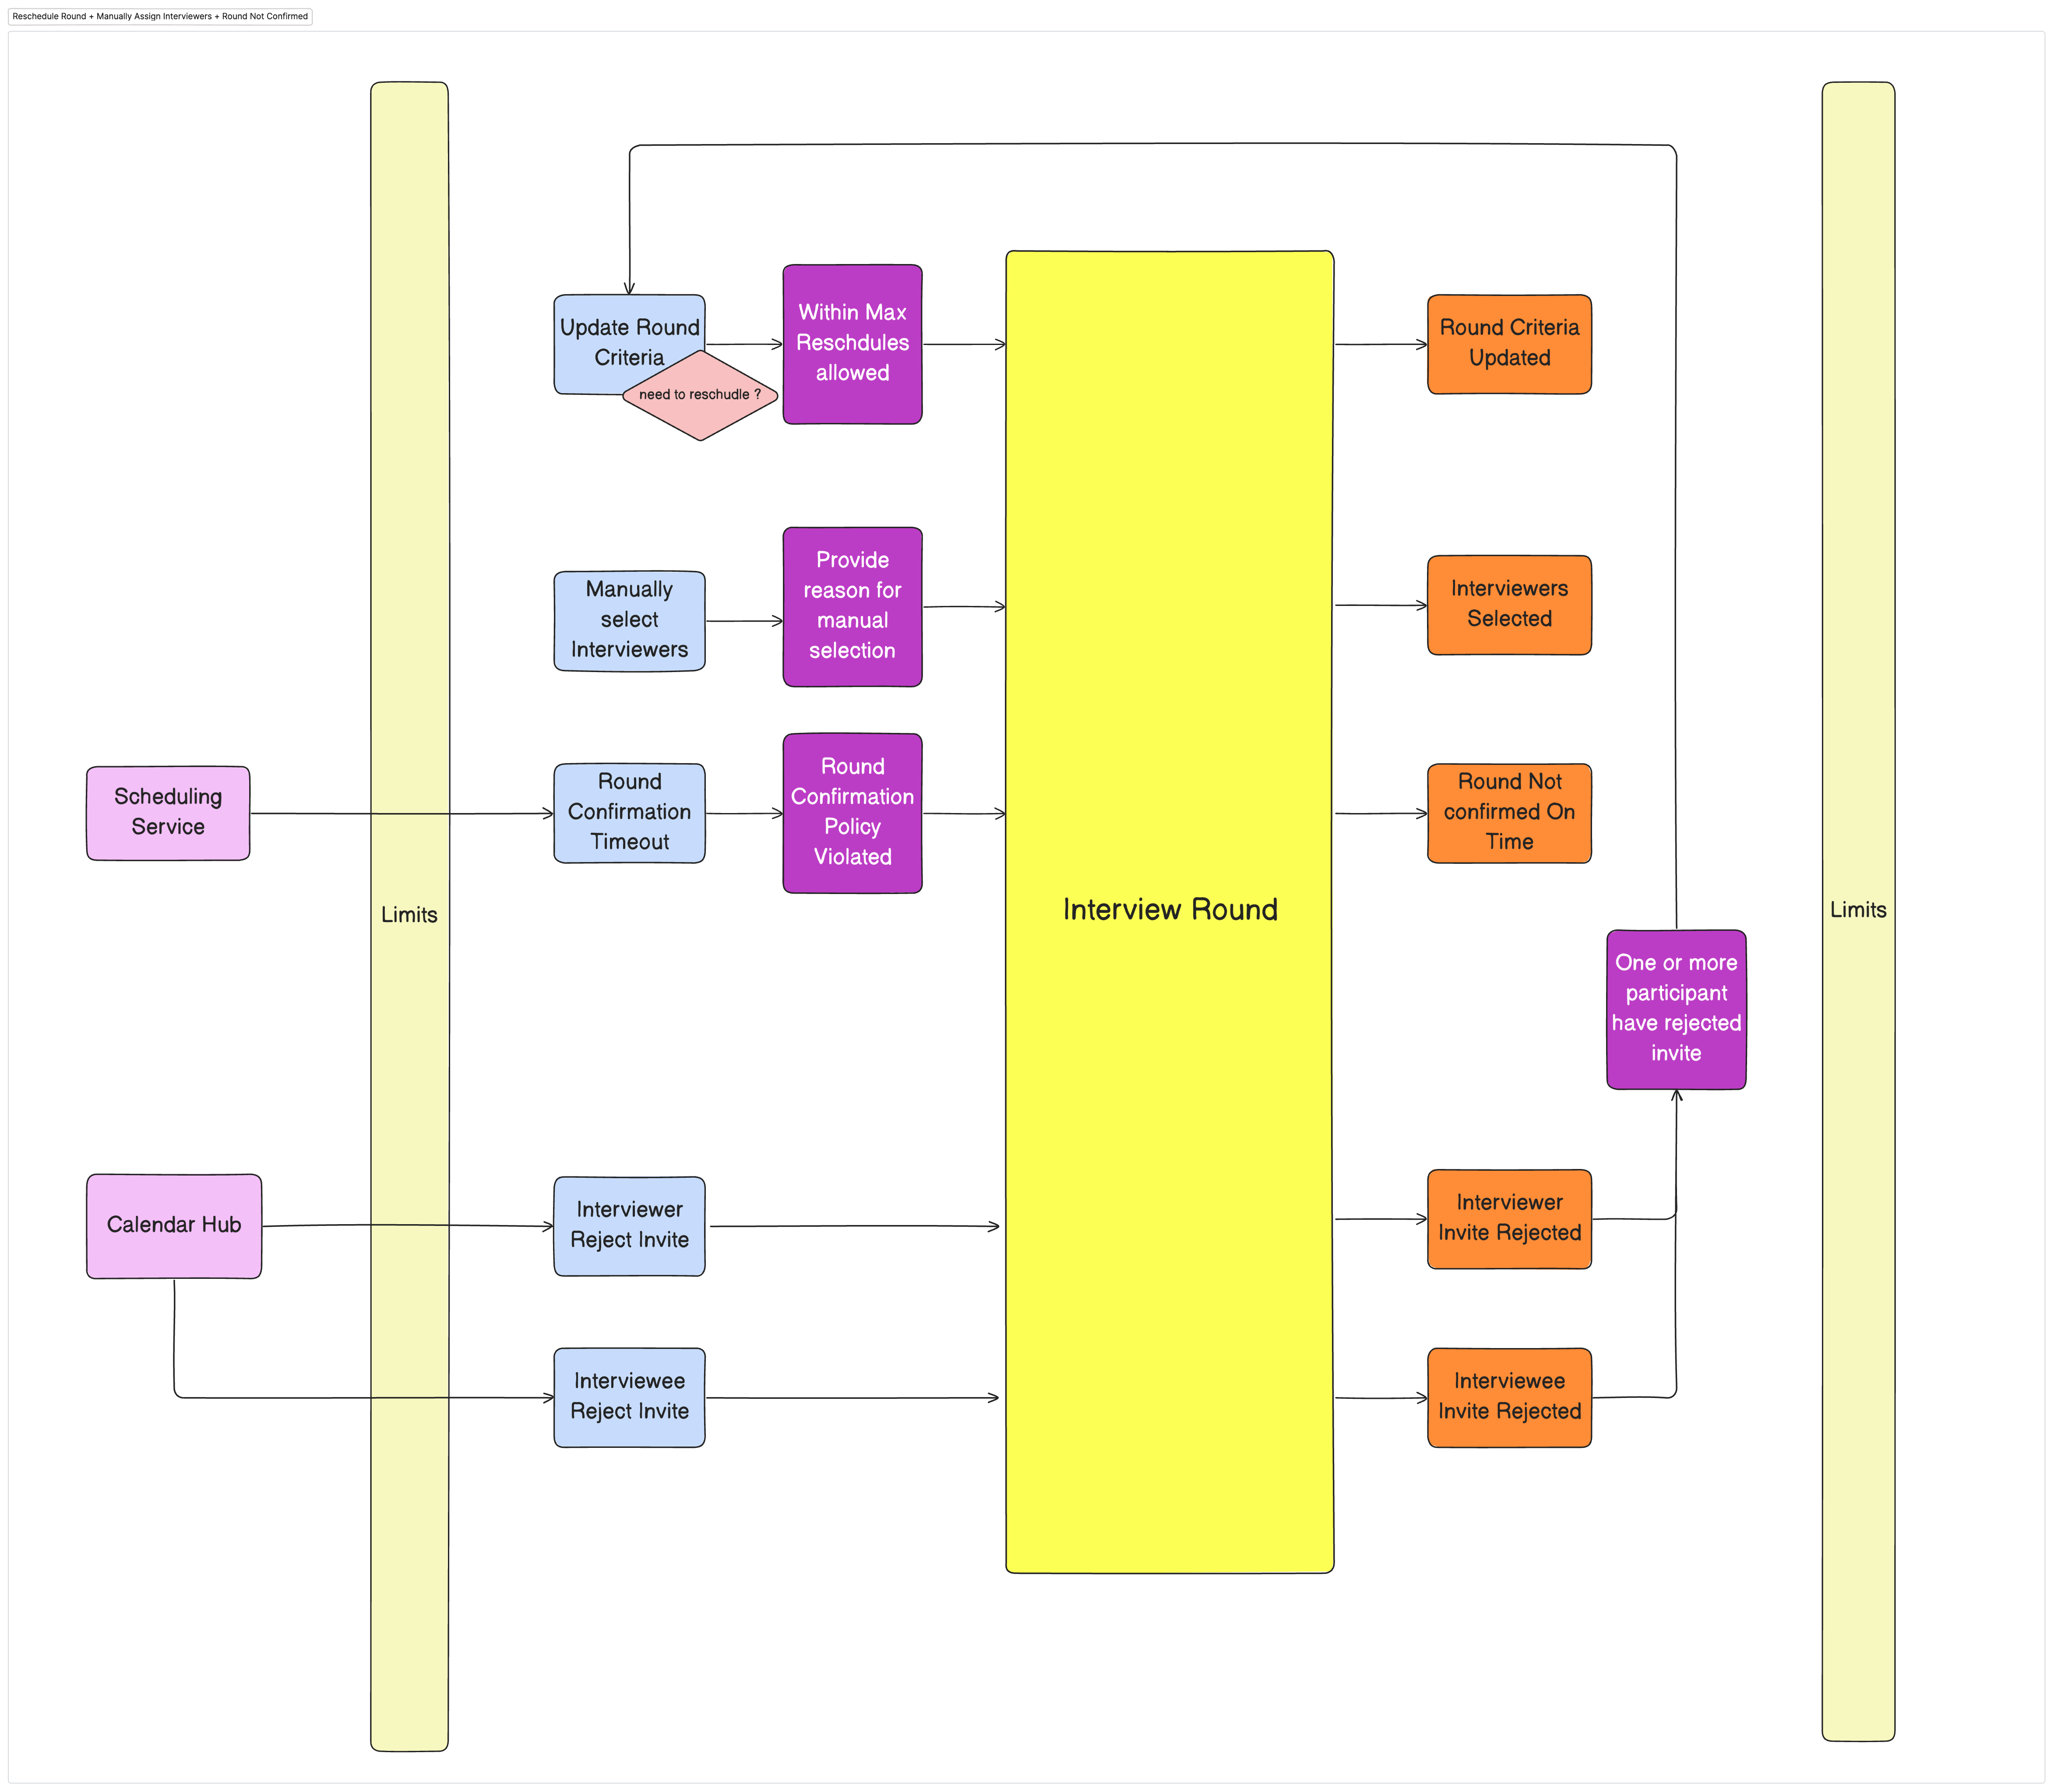 Reschedule Round + Manually Assign Interviewers + Round Not Confirmed
Update Round
Criteria
need to reschudle ?
Within Max
Reschdules
allowed
Round Criteria
Updated
Manually
select
Interviewers
Provide
reason for
manual
selection
Interviewers
Selected
Scheduling
Service
Round
Confirmation
Timeout
Round
Confirmation
Policy
Violated
Round Not
confirmed On
Time
Limits
Interview Round
Limits
One or more
participant
have rejected
invite
Calendar Hub
Interviewer
Reject Invite
Interviewer
Invite Rejected
Interviewee
Reject Invite
Interviewee
Invite Rejected